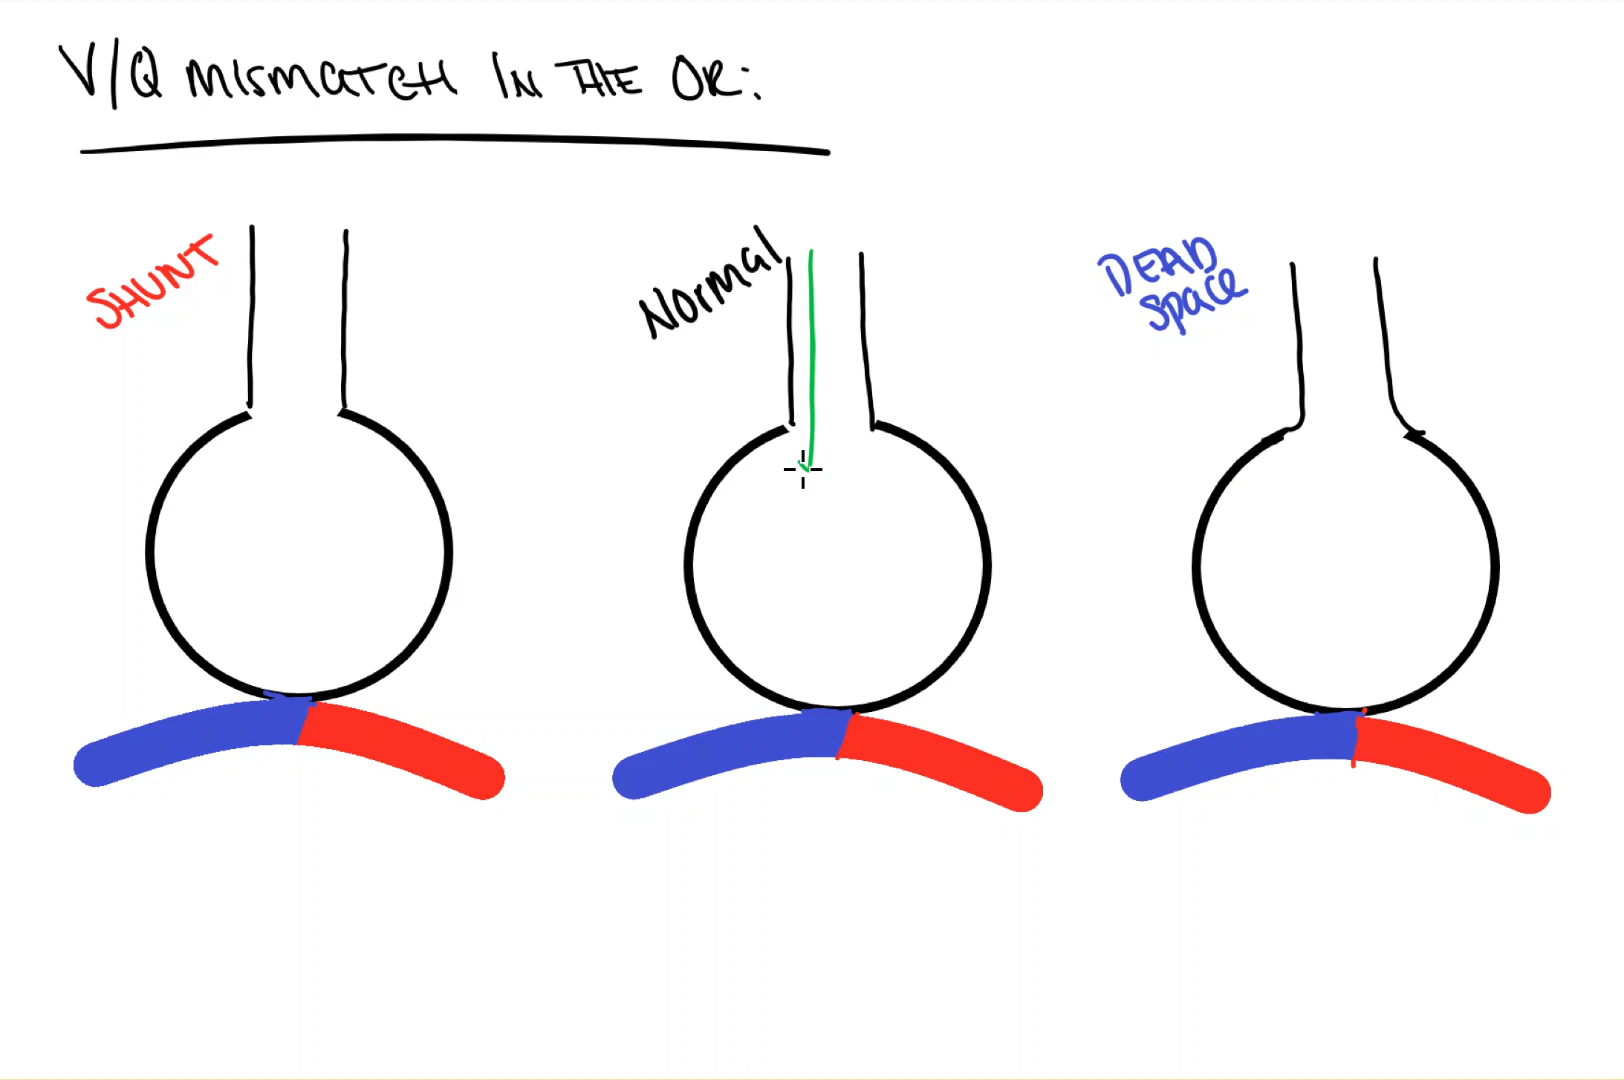 V/Q MISMATCH IN THE OR:
SHUNT
Normal
DEAD
Space